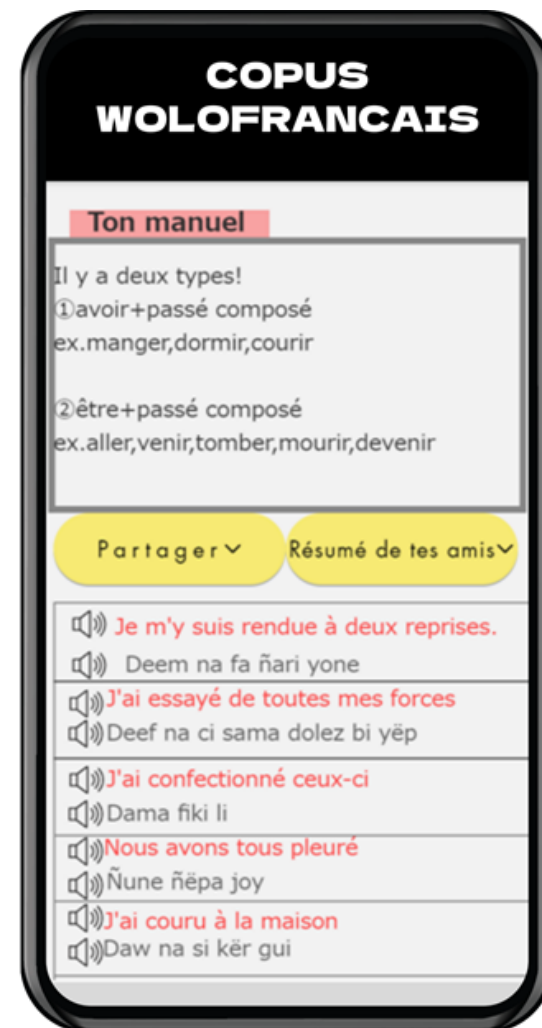 COPUS
WOLOFRANCAIS
Ton manuel
Il y a deux types!
①avoir+passé composé
ex.manger,dormir,courir
②être+passé composé
ex.aller,venir,tomber,mourir,devenir
Partager
Résumé de tes amis
Je m'y suis rendue à deux reprises.
Deem na fa ñari yone
J'ai essayé de toutes mes forces
Deef na ci sama dolez bi yëp
J'ai confectionné ceux-ci
Dama fiki li
Nous avons tous pleuré
Ñune ñëpa joy
J'ai couru à la maison
Daw na si kër gui